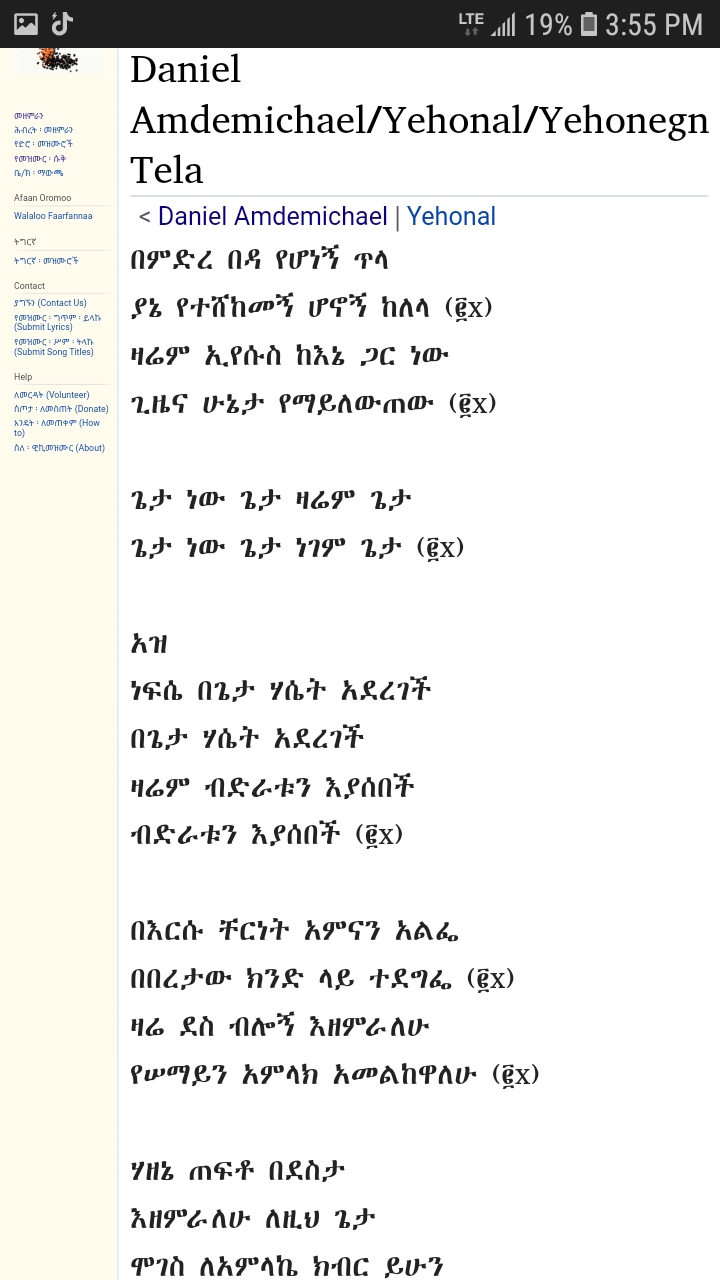 LTE 19% 3:55 PM
መዘምራን
ሕብረት ፡ መዘምራን
የድሮ ፡ መዝሙሮች
የመዝሙር ፡ ሱቅ
ቤ/ክ ፡ ማውጫ
Afaan Oromoo
Walaloo Faarfannaa
ትግርኛ
ትግርኛ ፡ መዝሙሮች
Contact
ያግኙን (Contact Us)
የመዝሙር ፡ ግጥም ፡ ይላኩ
(Submit Lyrics)
የመዝሙር ፡ ሥም ፡ ትላኩ
(Submit Song Titles)
Help
ለመርዳት (Volunteer)
ስጦታ ፡ ለመስጠት (Donate)
እንዴት ፡ ለመጠቀም (How
to)
ስለ ፡ ዊኪመዝሙር (About)
Daniel
Amdemichael/Yehonal/Yehonegn
Tela
< Daniel Amdemichael | Yehonal
በምድረ በዳ የሆነኝ ጥላ
ያኔ የተሸከመኝ ሆኖኝ ከለላ (፪x)
ዛሬም ኢየሱስ ከእኔ ጋር ነው
ጊዜና ሁኔታ የማይለውጠው (፪x)
ጌታ ነው ጌታ ዛሬም ጌታ
ጌታ ነው ጌታ ነገም ጌታ (፪x)
አዝ
ነፍሴ በጌታ ሃሴት አደረገች
በጌታ ሃሴት አደረገች
ዛሬም ብድራቱን እያሰበች
ብድራቱን እያሰበች (፪x)
በእርሱ ቸርነት አምናን አልፌ
በበረታው ክንድ ላይ ተደግፌ (፪x)
ዛሬ ደስ ብሎኝ እዘምራለሁ
የሠማይን አምላክ አመልከዋለሁ (፪x)
ሃዘኔ ጠፍቶ በደስታ
እዘምራለሁ ለዚህ ጌታ
ሞገስ ለአምላኬ ክብር ይሁን